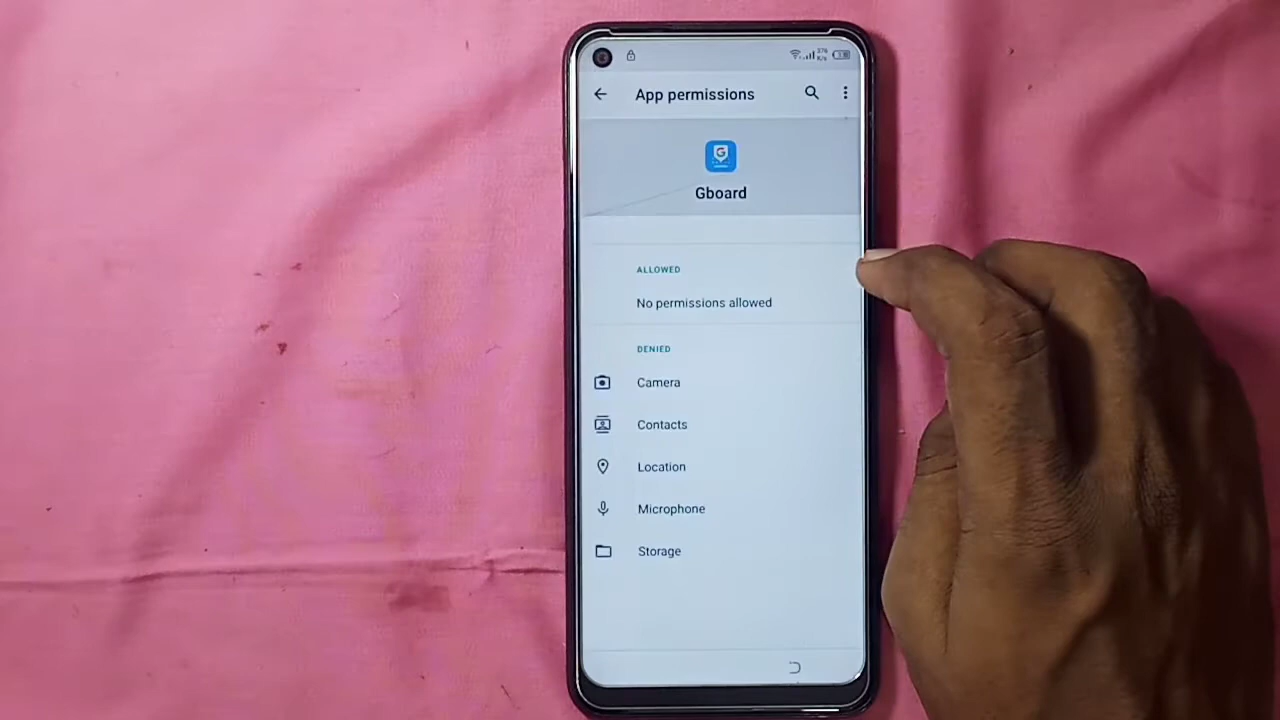 App permissions
Gboard
ALLOWED
No permissions allowed
DENIED
Camera
Contacts
Location
Microphone
Storage